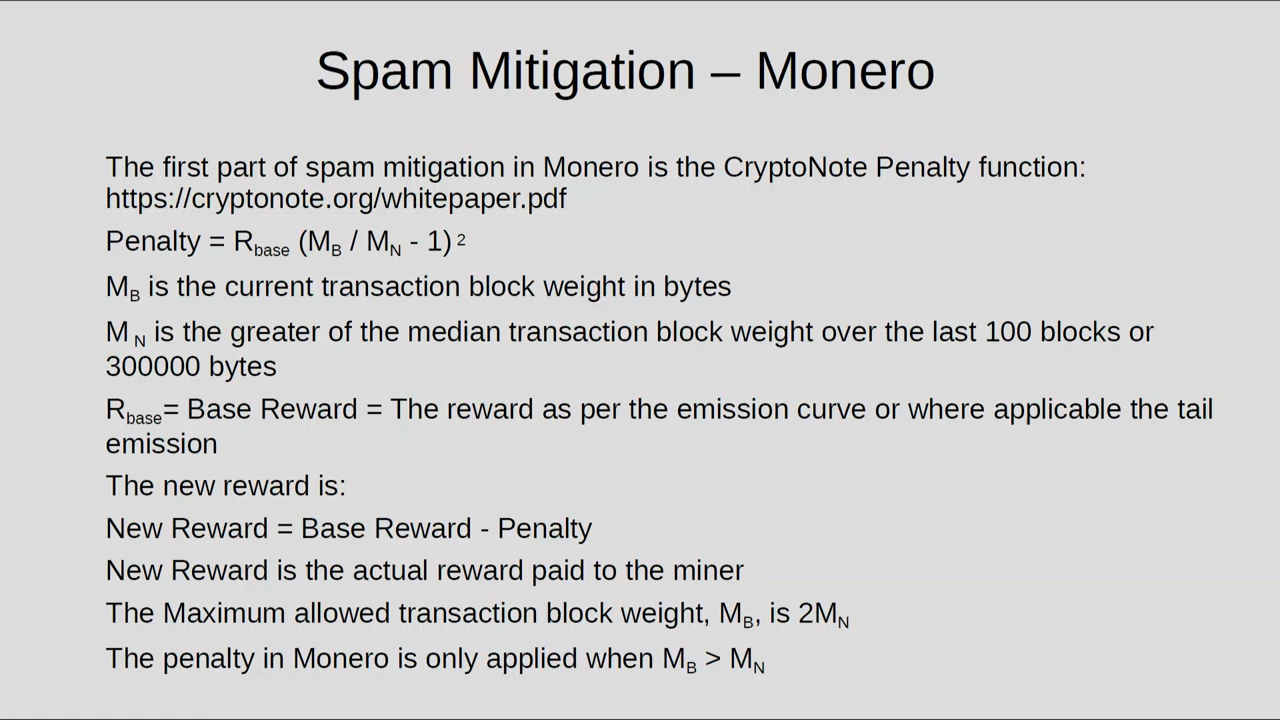 Spam Mitigation – Monero
The first part of spam mitigation in Monero is the CryptoNote Penalty function:
https://cryptonote.org/whitepaper.pdf
Penalty = Rbase (MB / MN - 1) 2
MB is the current transaction block weight in bytes
M N is the greater of the median transaction block weight over the last 100 blocks or
300000 bytes
Rbase= Base Reward = The reward as per the emission curve or where applicable the tail
emission
The new reward is:
New Reward = Base Reward - Penalty
New Reward is the actual reward paid to the miner
The Maximum allowed transaction block weight, MB, is 2MN
The penalty in Monero is only applied when MB > MN